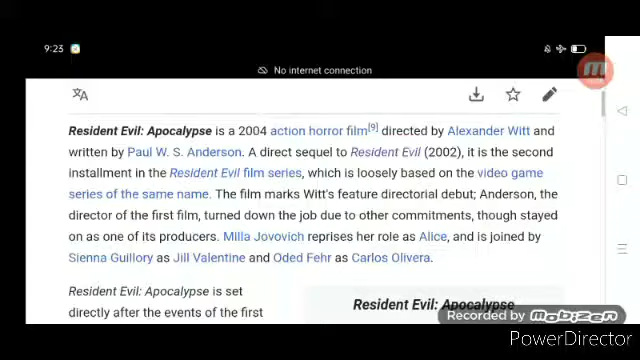 9:23
No internet connection
Resident Evil: Apocalypse is a 2004 action horror film[9] directed by Alexander Witt and
written by Paul W. S. Anderson. A direct sequel to Resident Evil (2002), it is the second
installment in the Resident Evil film series, which is loosely based on the video game
series of the same name. The film marks Witt's feature directorial debut; Anderson, the
director of the first film, turned down the job due to other commitments, though stayed
on as one of its producers. Milla Jovovich reprises her role as Alice, and is joined by
Sienna Guillory as Jill Valentine and Oded Fehr as Carlos Olivera.
Resident Evil: Apocalypse is set
directly after the events of the first
Resident Evil: Apocalypse
Recorded by Mobizen
PowerDirector